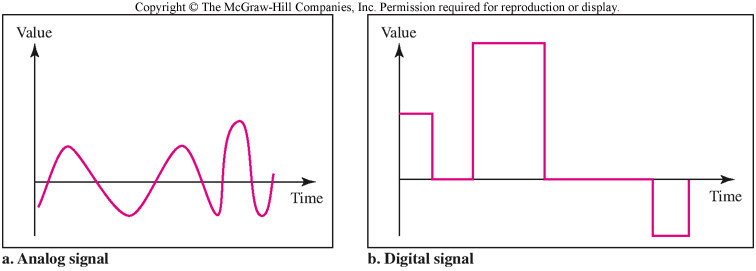 Copyright © The McGraw-Hill Companies, Inc. Permission required for reproduction or display.
Value
Time
a. Analog signal
Value
Time
b. Digital signal